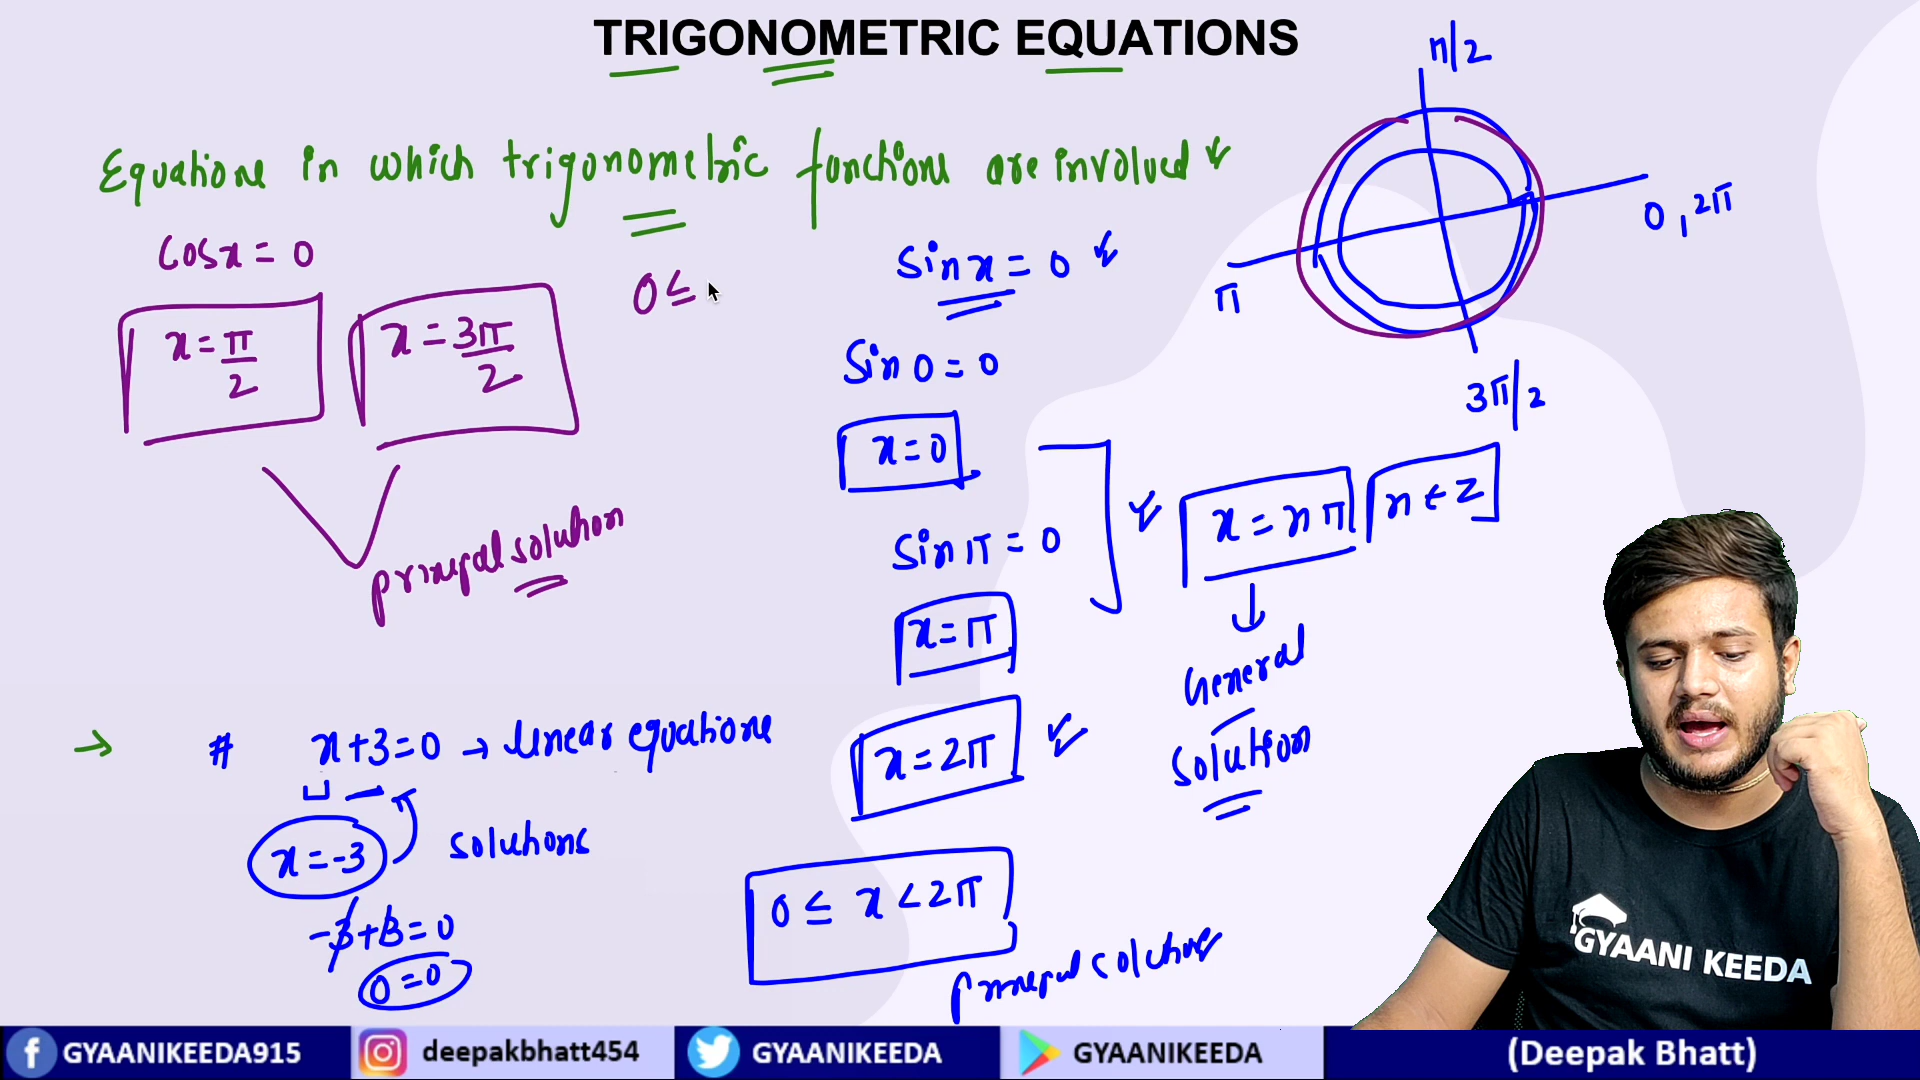 TRIGONOMETRIC EQUATIONS
Equations in which trigonometric functions are involved
cosx = 0
x = π/2
x = 3π/2
0 ≤
principal solution
sin x = 0
sin 0 = 0
x = 0
sin π = 0
x = π
x = 2π
x = nπ
n ∈ Z
General
solution
0 ≤ x < 2π
principal solutions
π/2
0, 2π
π
3π/2
→ # x+3=0 → linear equations
x = -3
solutions
-3+3=0
0=0
GYAANI KEEDA
GYAANIKEEDA915
deepakbhatt454
GYAANIKEEDA
GYAANIKEEDA
(Deepak Bhatt)